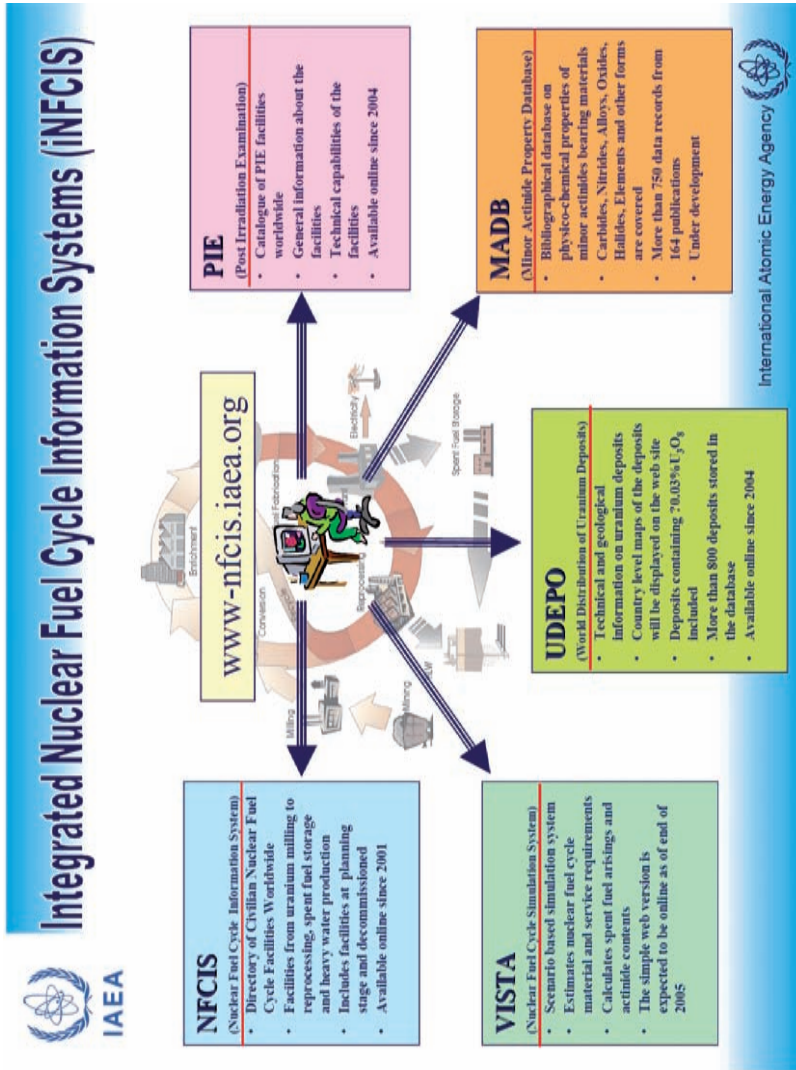 IAEA
Integrated Nuclear Fuel Cycle Information Systems (iNFCIS)
NFCIS
(Nuclear Fuel Cycle Information System)
• Directory of Civilian Nuclear Fuel
Cycle Facilities Worldwide
• Facilities from uranium milling to
reprocessing, spent fuel storage
and heavy water production
• Includes facilities at planning
stage and decommissioned
• Available online since 2001
www-nfcis.iaea.org
PIE
(Post Irradiation Examination)
• Catalogue of PIE facilities
worldwide
• General information about the
facilities
• Technical capabilities of the
facilities
• Available online since 2004
Enrichment
Conversion
Fabrication
Milling
Mining
Reprocessing
Electricity
Spent Fuel Storage
VISTA
(Nuclear Fuel Cycle Simulation System)
• Scenario based simulation system
• Estimates nuclear fuel cycle
material and service requirements
• Calculates spent fuel arisings and
actinide contents
• The simple web version is
expected to be online as of end of
2005
UDEPO
(World Distribution of Uranium Deposits)
• Technical and geological
information on uranium deposits
• Country level maps of the deposits
will be displayed on the web site
• Deposits containing ?0.03% U₃O₈
included
• More than 800 deposits stored in
the database
• Available online since 2004
MADB
(Minor Actinide Property Database)
• Bibliographical database on
physico-chemical properties of
minor actinides bearing materials
• Carbides, Nitrides, Alloys, Oxides,
Halides, Elements and other forms
are covered
• More than 750 data records from
164 publications
• Under development
International Atomic Energy Agency